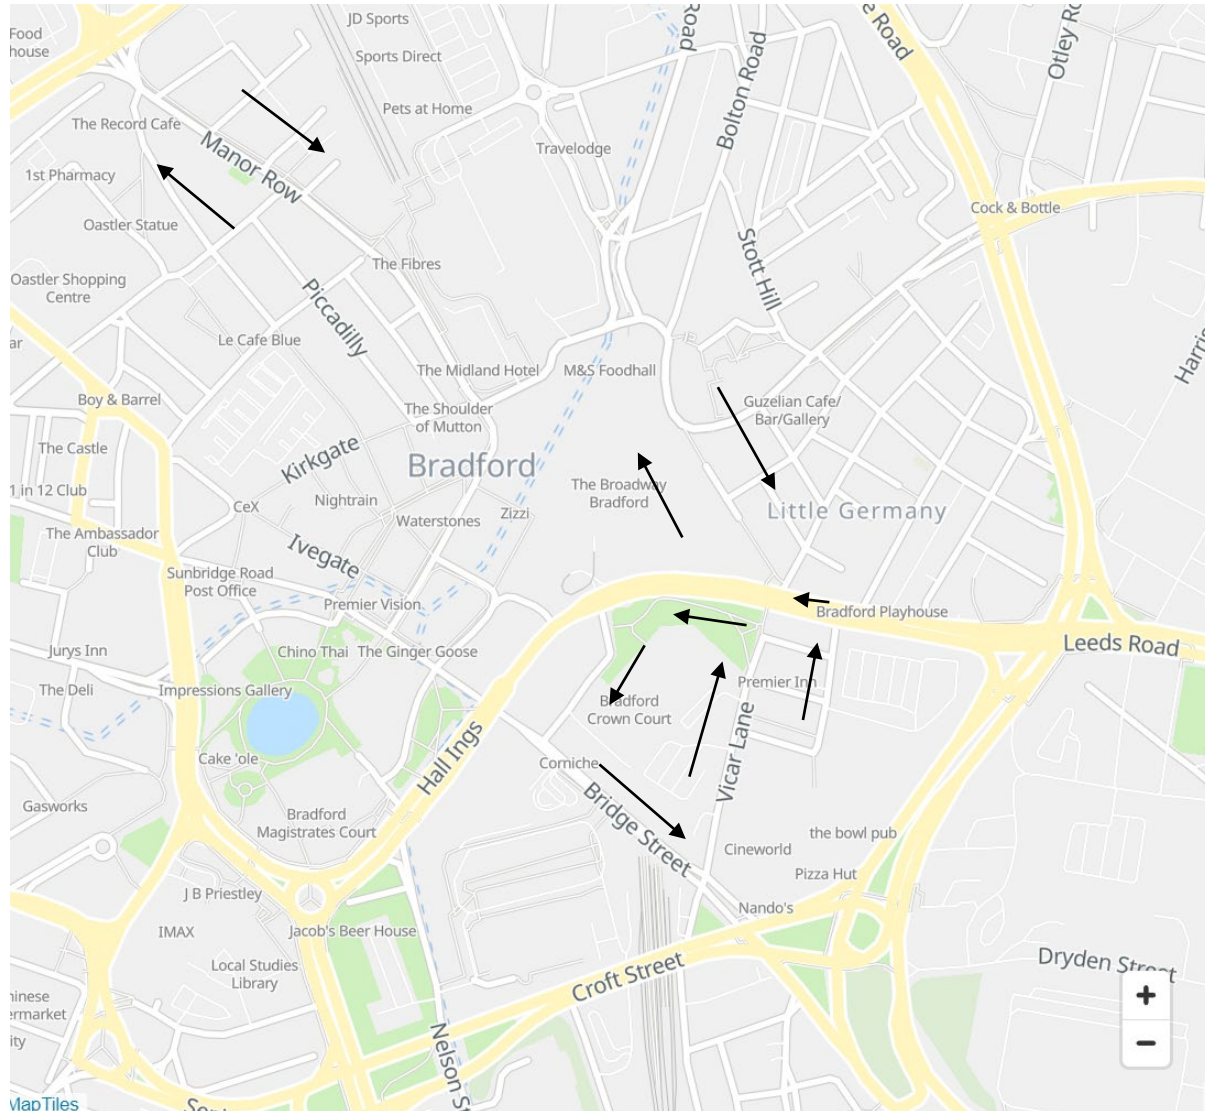 JD Sports
Food
house
Sports Direct
Road
e Road
Otley Ro
Bolton Road
Pets at Home
The Record Cafe
Manor Row
Travelodge
1st Pharmacy
Cock & Bottle
Oastler Statue
Stott Hill
The Fibres
Oastler Shopping
Centre
Piccadilly
Harris
ar
Le Cafe Blue
The Midland Hotel
M&S Foodhall
Boy & Barrel
The Shoulder
of Mutton
Guzelian Cafe/
Bar/Gallery
The Castle
Kirkgate
Bradford
1 in 12 Club
Nightrain
The Broadway
Bradford
CeX
Waterstones
Zizzi
Little Germany
The Ambassador
Club
Ivegate
Sunbridge Road
Post Office
Premier Vision
Bradford Playhouse
Jurys Inn
Chino Thai
The Ginger Goose
Leeds Road
The Deli
Impressions Gallery
Premier Inn
Bradford
Crown Court
Vicar Lane
Cake 'ole
Hall Ings
Corniche
Gasworks
Bradford
Magistrates Court
Bridge Street
the bowl pub
Cineworld
Pizza Hut
J B Priestley
Nando's
IMAX
Jacob's Beer House
Local Studies
Library
Croft Street
Dryden Street
hinese
ermarket
ity
Nelson St
+
−
MapTiles